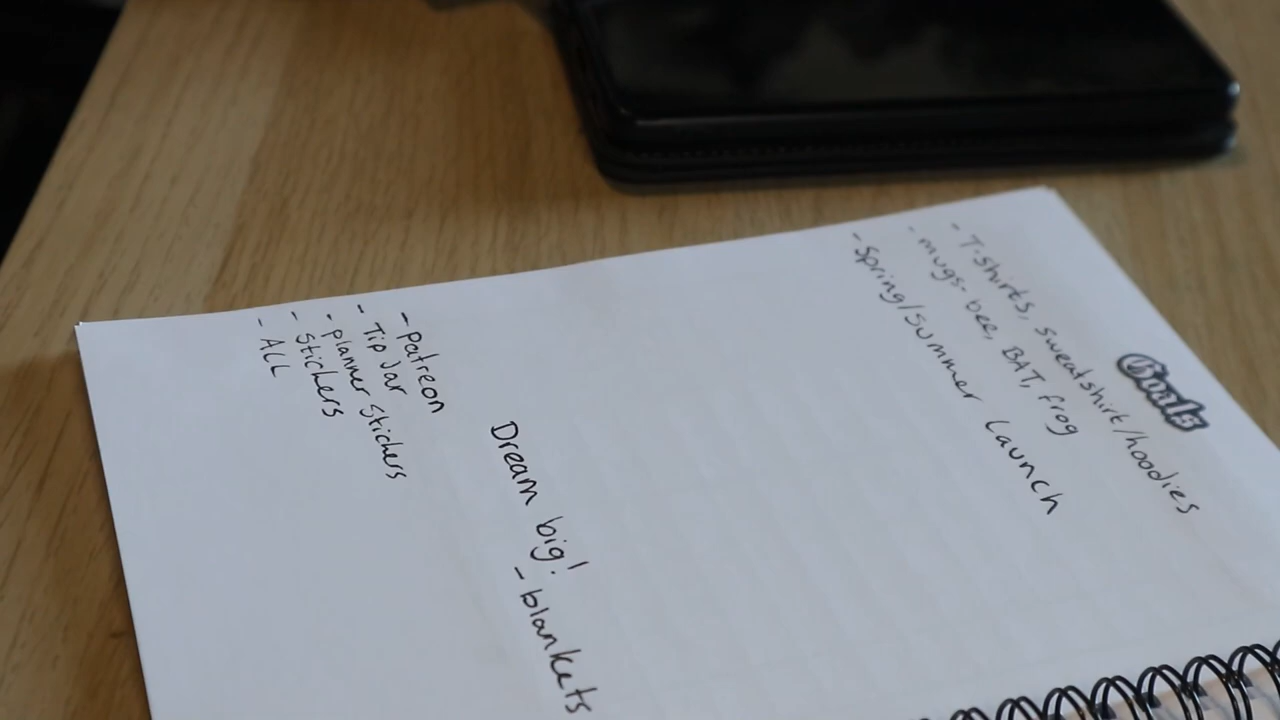 Goals
- T-shirts, sweatshirt/hoodies
- mugs- bee, BAT, frog
- Spring/Summer Launch
Dream big!
- blankets
- patreon
- Tip Jar
- planner Stickers
- Stickers
- ALL